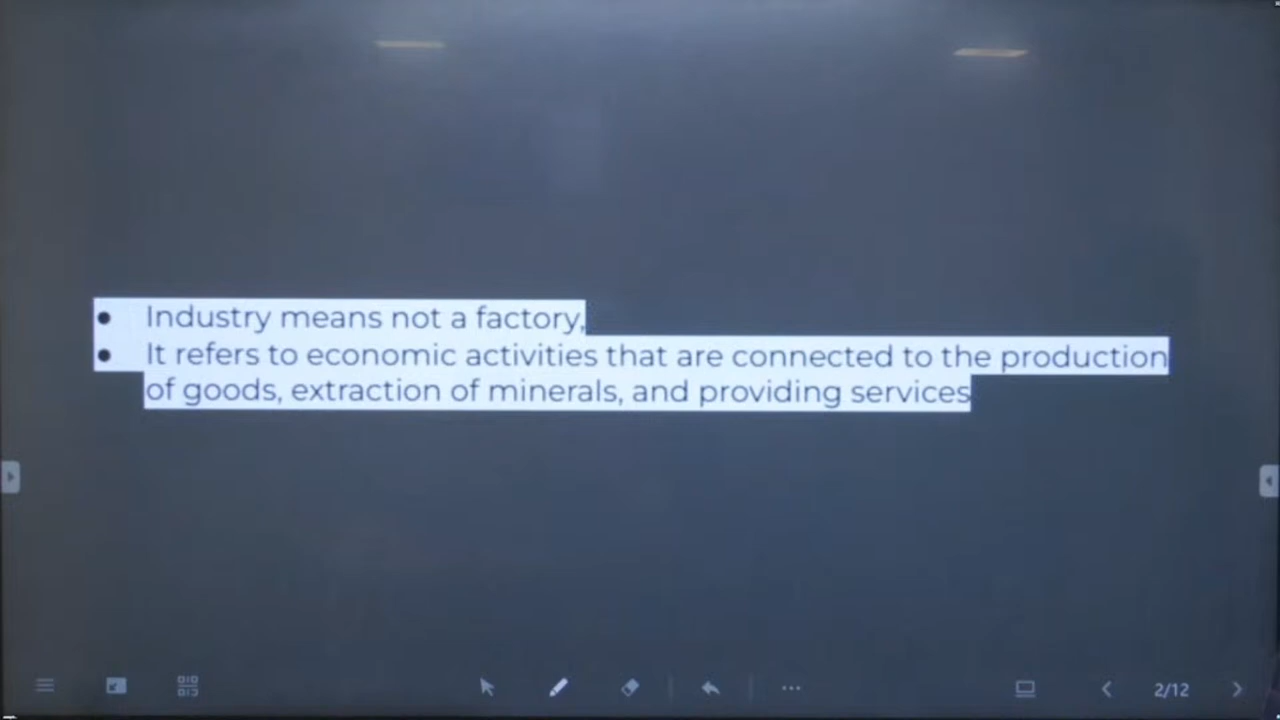 • Industry means not a factory,
• It refers to economic activities that are connected to the production
of goods, extraction of minerals, and providing services
2/12